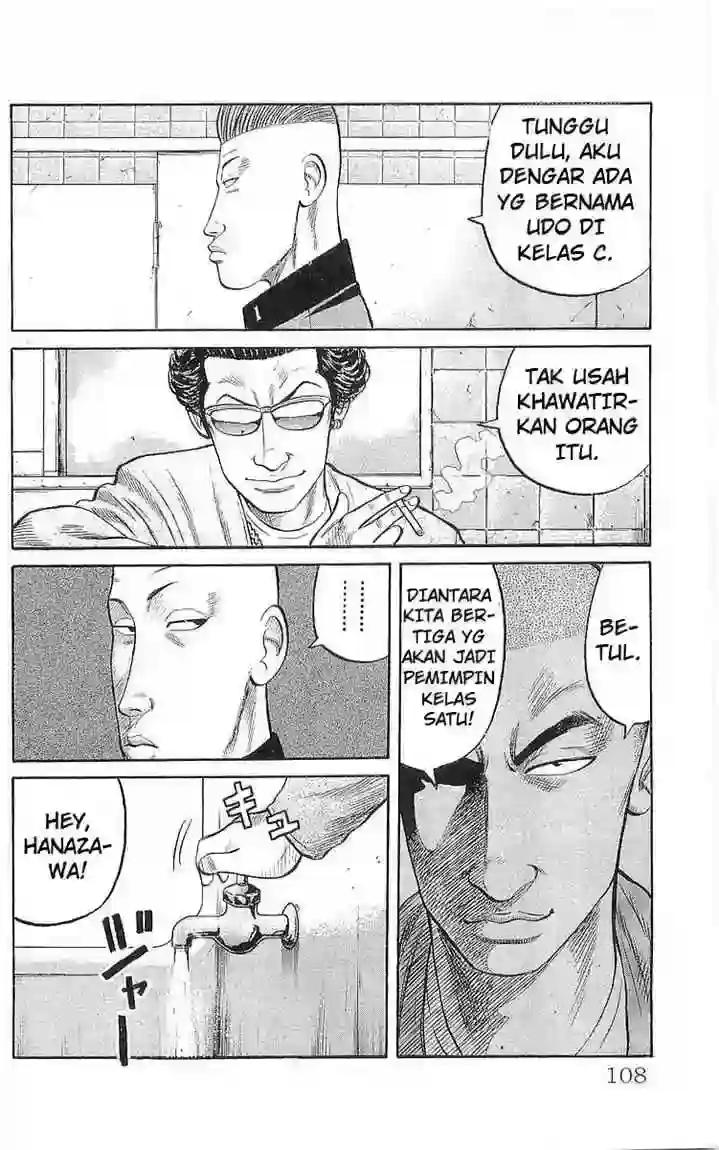 TUNGGU
DULU, AKU
DENGAR ADA
YG BERNAMA
UDO DI
KELAS C.
TAK USAH
KHAWATIR-
KAN ORANG
ITU.
BE-
TUL.
DIANTARA
KITA BER-
TIGA YG
AKAN JADI
PEMIMPIN
KELAS
SATU!
.......
キュ
HEY,
HANAZA-
WA!
ジャー
108